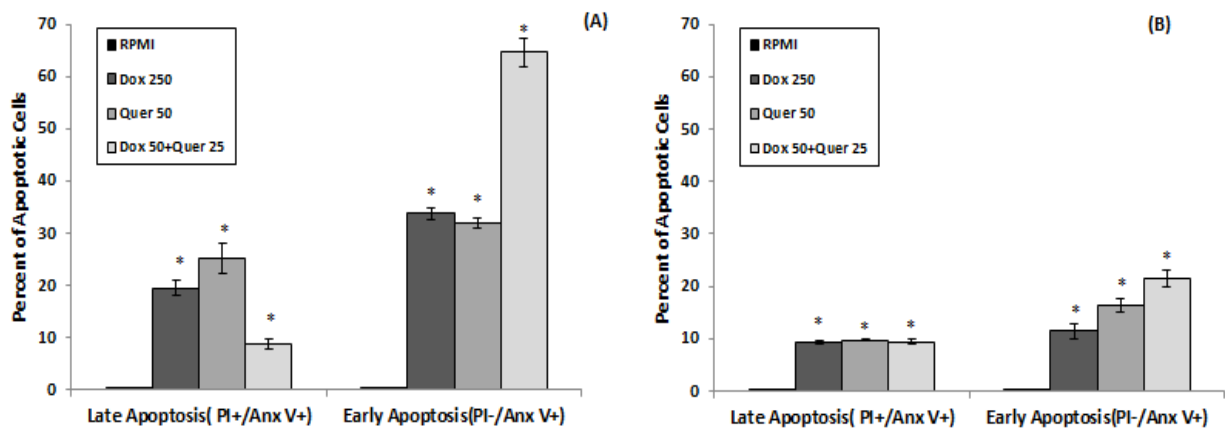 (A)
Percent of Apoptotic Cells
70
60
50
40
30
20
10
0
RPMI
Dox 250
Quer 50
Dox 50+Quer 25
*
*
*
*
*
*
Late Apoptosis( PI+/Anx V+)
Early Apoptosis(PI-/Anx V+)
(B)
Percent of Apoptotic Cells
70
60
50
40
30
20
10
0
RPMI
Dox 250
Quer 50
Dox 50+Quer 25
*
*
*
*
*
*
Late Apoptosis( PI+/Anx V+)
Early Apoptosis(PI-/Anx V+)